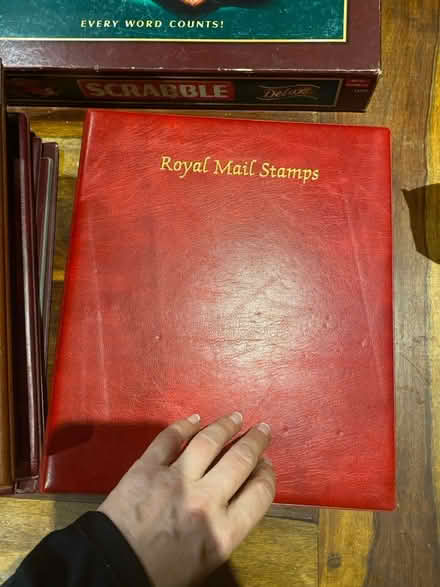 EVERY WORD COUNTS!
SCRABBLE
Deluxe
Royal Mail Stamps